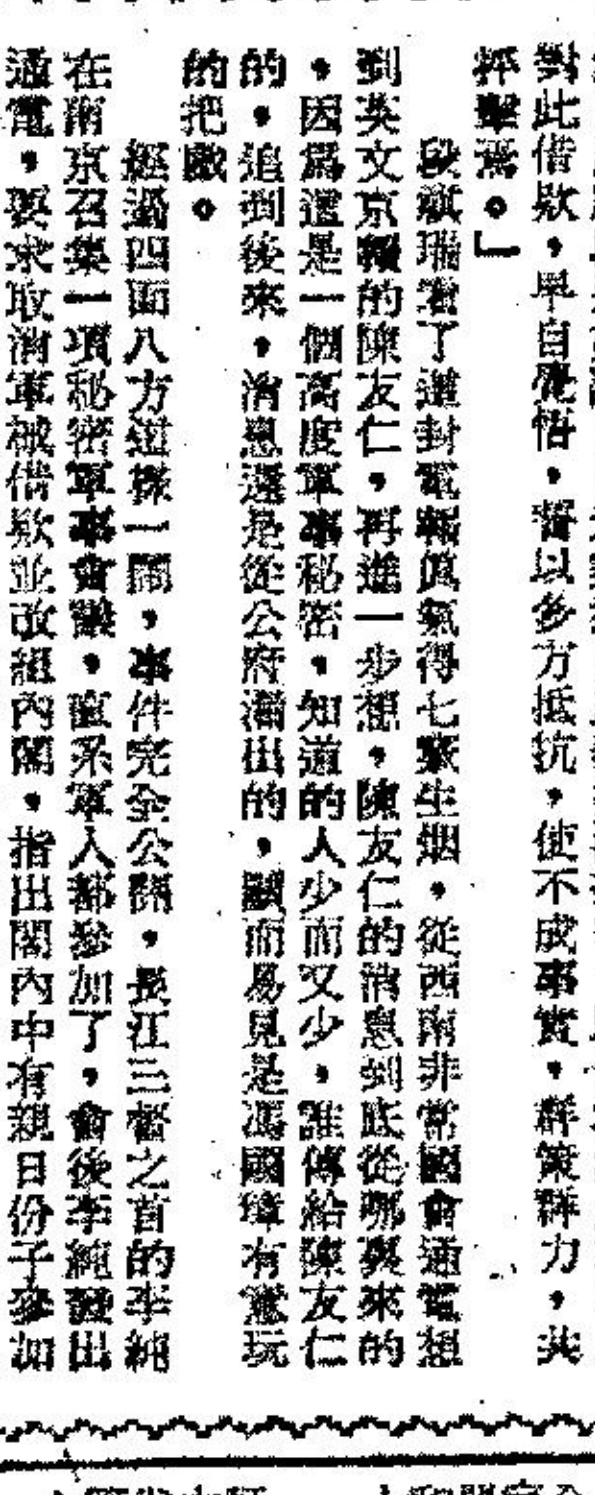 對此借款，早自覺悟，督以多方抵抗，使不成事實，群策群力，共
抨擊焉。」
段祺瑞看了這封電報眞氣得七竅生烟，從西南非常國會通電想
到英文京報的陳友仁，再進一步想，陳友仁的消息到底從哪裏來的
，因爲這是一個高度軍事秘密，知道的人少而又少，誰傳給陳友仁
的，追到後來，消息還是從公府漏出的，顯而易見是馮國璋有意玩
的把戲。
經過四面八方這樣一鬧，事件完全公開，長江三督之首的李純
在南京召集一項秘密軍事會議，直系軍人都參加了，會後李純發出
通電，要求取消軍械借款並改組內閣，指出閣內中有親日份子參加